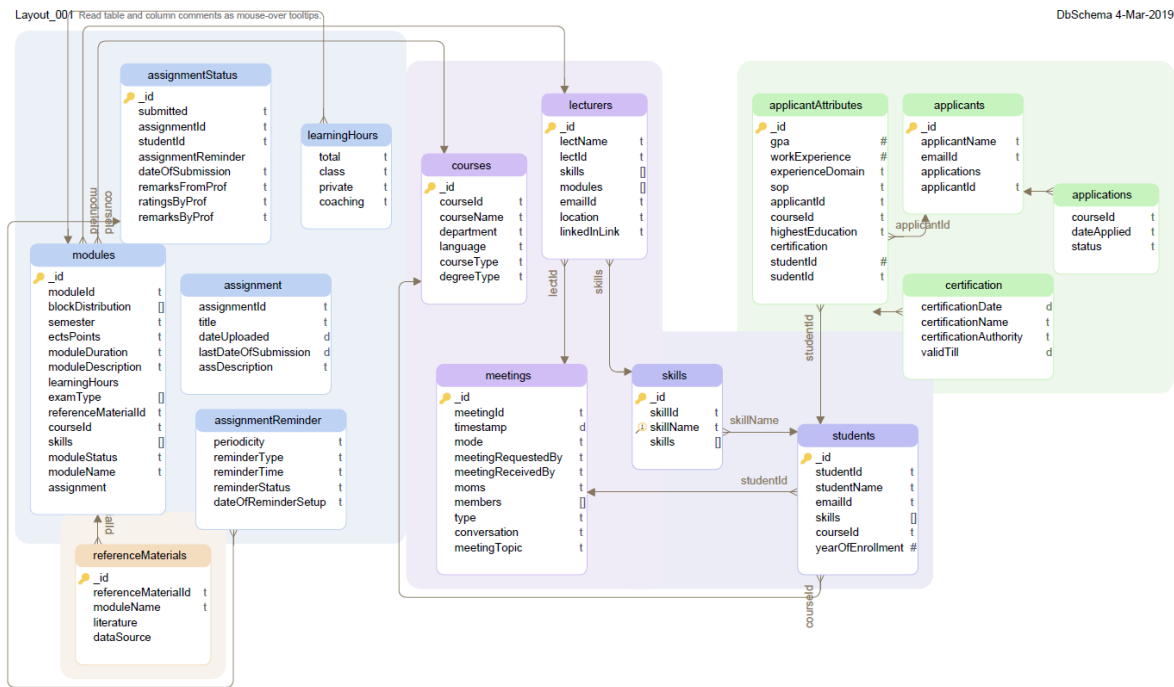 Layout_001 Read table and column comments as mouse-over tooltips.
DbSchema 4-Mar-2019
assignmentStatus
_id
submitted t
assignmentId t
studentId t
assignmentReminder
dateOfSubmission t
remarksFromProf t
ratingsByProf t
remarksByProf t
learningHours
total t
class t
private t
coaching t
moduleId
courseId
modules
_id
moduleId t
blockDistribution []
semester t
ectsPoints t
moduleDuration t
moduleDescription t
learningHours
examType []
referenceMaterialId t
courseId t
skills []
moduleStatus t
moduleName t
assignment
assignment
assignmentId t
title t
dateUploaded d
lastDateOfSubmission d
assDescription t
assignmentReminder
periodicity t
reminderType t
reminderTime t
reminderStatus t
dateOfReminderSetup t
referenceMaterials
_id
referenceMaterialId t
moduleName t
literature
dataSource
courses
_id
courseId t
courseName t
department t
language t
courseType t
degreeType t
lecturers
_id
lectName t
lectId t
skills []
modules []
emailId t
location t
linkedInLink t
lectId
skills
meetings
_id
meetingId t
timestamp d
mode t
meetingRequestedBy t
meetingReceivedBy t
moms t
members []
type t
conversation t
meetingTopic t
skills
_id
skillId t
skillName t
skills []
skillName
studentId
students
_id
studentId t
studentName t
emailId t
skills []
courseId t
yearOfEnrollment #
courseId
applicantAttributes
_id
gpa #
workExperience #
experienceDomain t
sop t
applicantId t
courseId t
highestEducation t
certification
studentId #
sudentId t
studentId
applicantId
applicants
_id
applicantName t
emailId t
applications
applicantId t
applications
courseId t
dateApplied t
status t
certification
certificationDate d
certificationName t
certificationAuthority t
validTill d